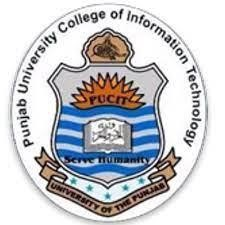 Punjab University College of Information Technology
PUCIT
Serve Humanity
UNIVERSITY OF THE PUNJAB